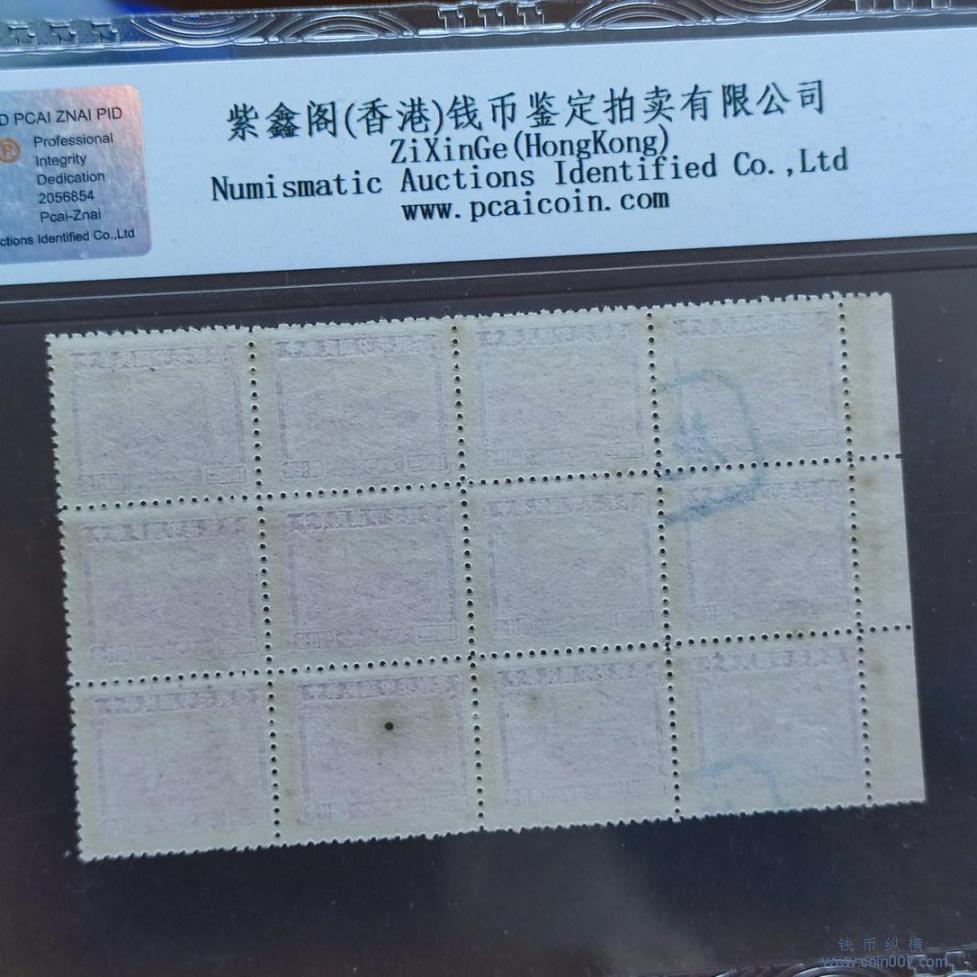 D PCAI ZNAI PID
Professional
Integrity
Dedication
2056854
Pcai-Znai
ctions Identified Co.,Ltd
紫鑫阁(香港)钱币鉴定拍卖有限公司
ZiXinGe(HongKong)
Numismatic Auctions Identified Co.,Ltd
www.pcaicoin.com
钱币纵横
www.coin007.com